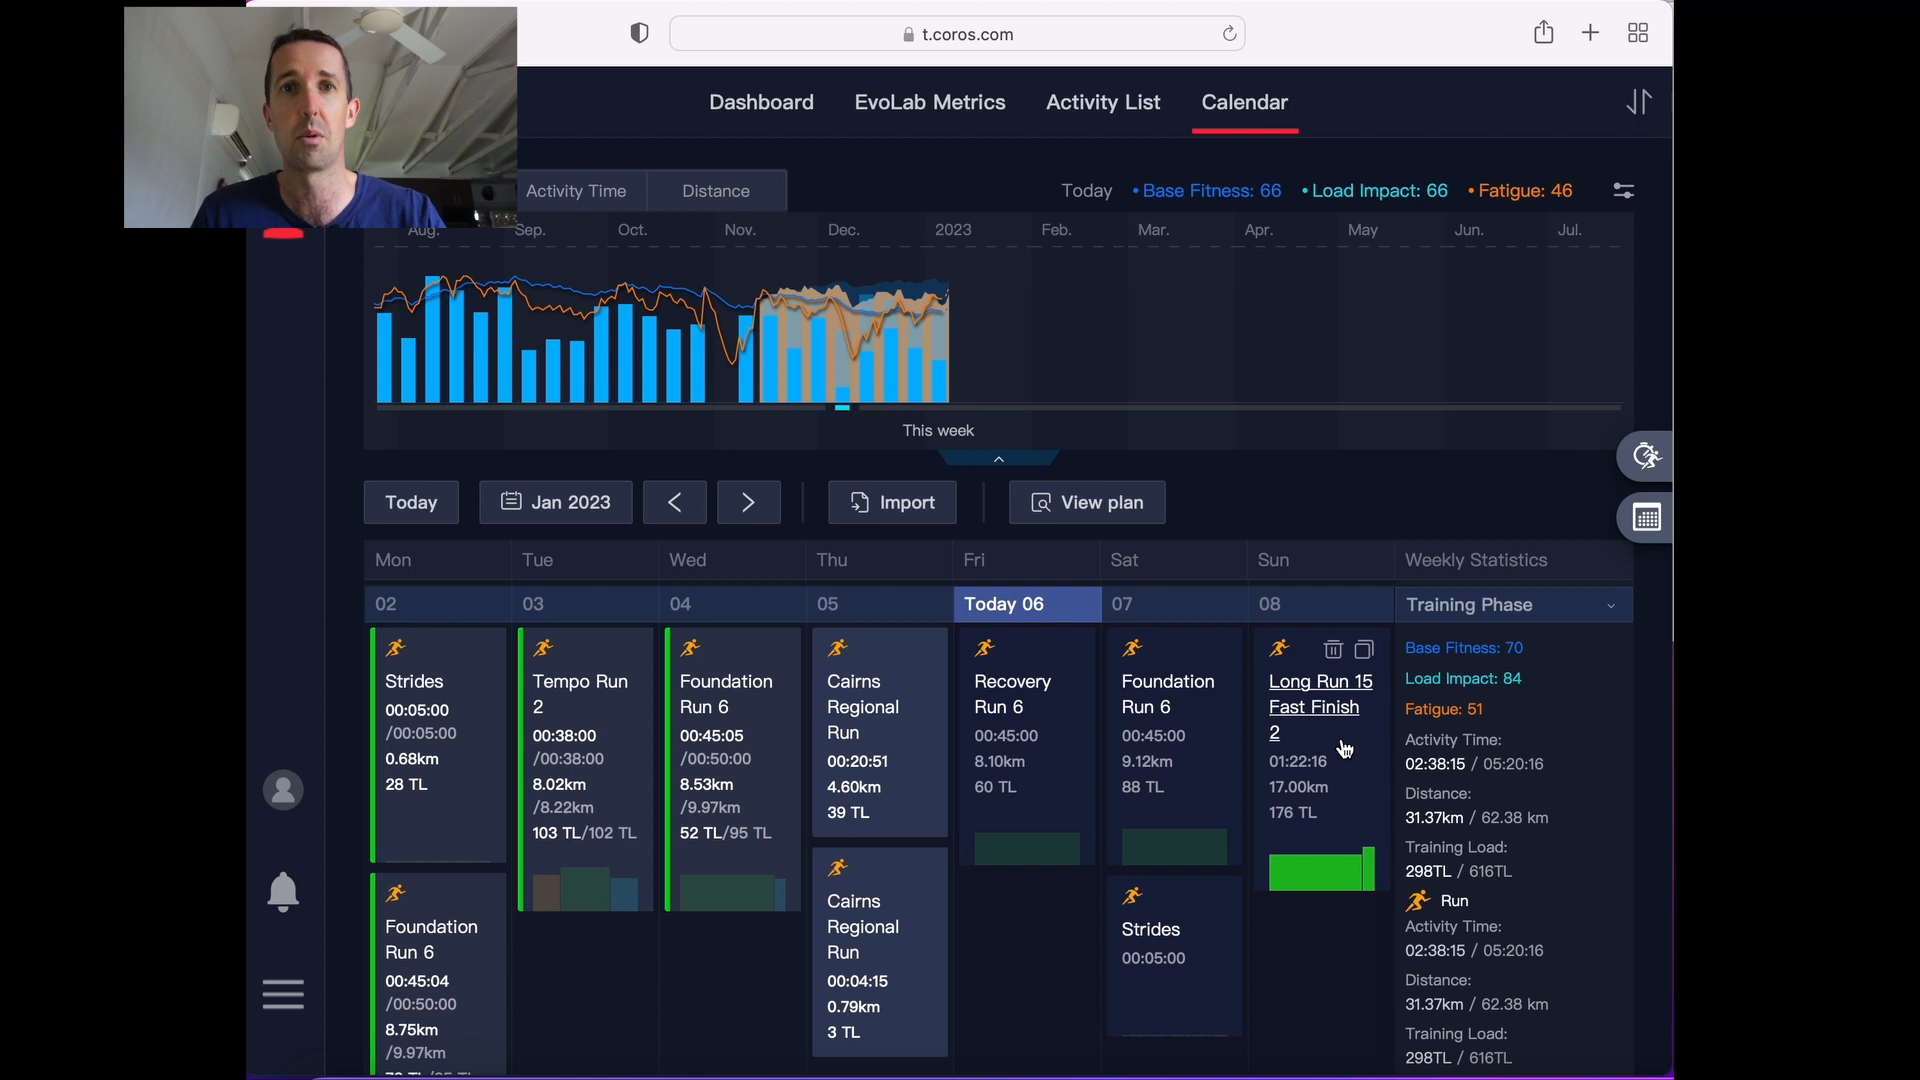 t.coros.com
Dashboard
EvoLab Metrics
Activity List
Calendar
Activity Time
Distance
Today
• Base Fitness: 66
• Load Impact: 66
• Fatigue: 46
Aug.
Sep.
Oct.
Nov.
Dec.
2023
Feb.
Mar.
Apr.
May
Jun.
Jul.
This week
Today
Jan 2023
Import
View plan
Mon
Tue
Wed
Thu
Fri
Sat
Sun
Weekly Statistics
02
03
04
05
Today 06
07
08
Training Phase
Strides
00:05:00
/00:05:00
0.68km
28 TL
Foundation
Run 6
00:45:04
/00:50:00
8.75km
/9.97km
Tempo Run
2
00:38:00
/00:38:00
8.02km
/8.22km
103 TL/102 TL
Foundation
Run 6
00:45:05
/00:50:00
8.53km
/9.97km
52 TL/95 TL
Cairns
Regional
Run
00:20:51
4.60km
39 TL
Cairns
Regional
Run
00:04:15
0.79km
3 TL
Recovery
Run 6
00:45:00
8.10km
60 TL
Foundation
Run 6
00:45:00
9.12km
88 TL
Strides
00:05:00
Long Run 15
Fast Finish
2
01:22:16
17.00km
176 TL
Base Fitness: 70
Load Impact: 84
Fatigue: 51
Activity Time:
02:38:15 / 05:20:16
Distance:
31.37km / 62.38 km
Training Load:
298TL / 616TL
Run
Activity Time:
02:38:15 / 05:20:16
Distance:
31.37km / 62.38 km
Training Load:
298TL / 616TL